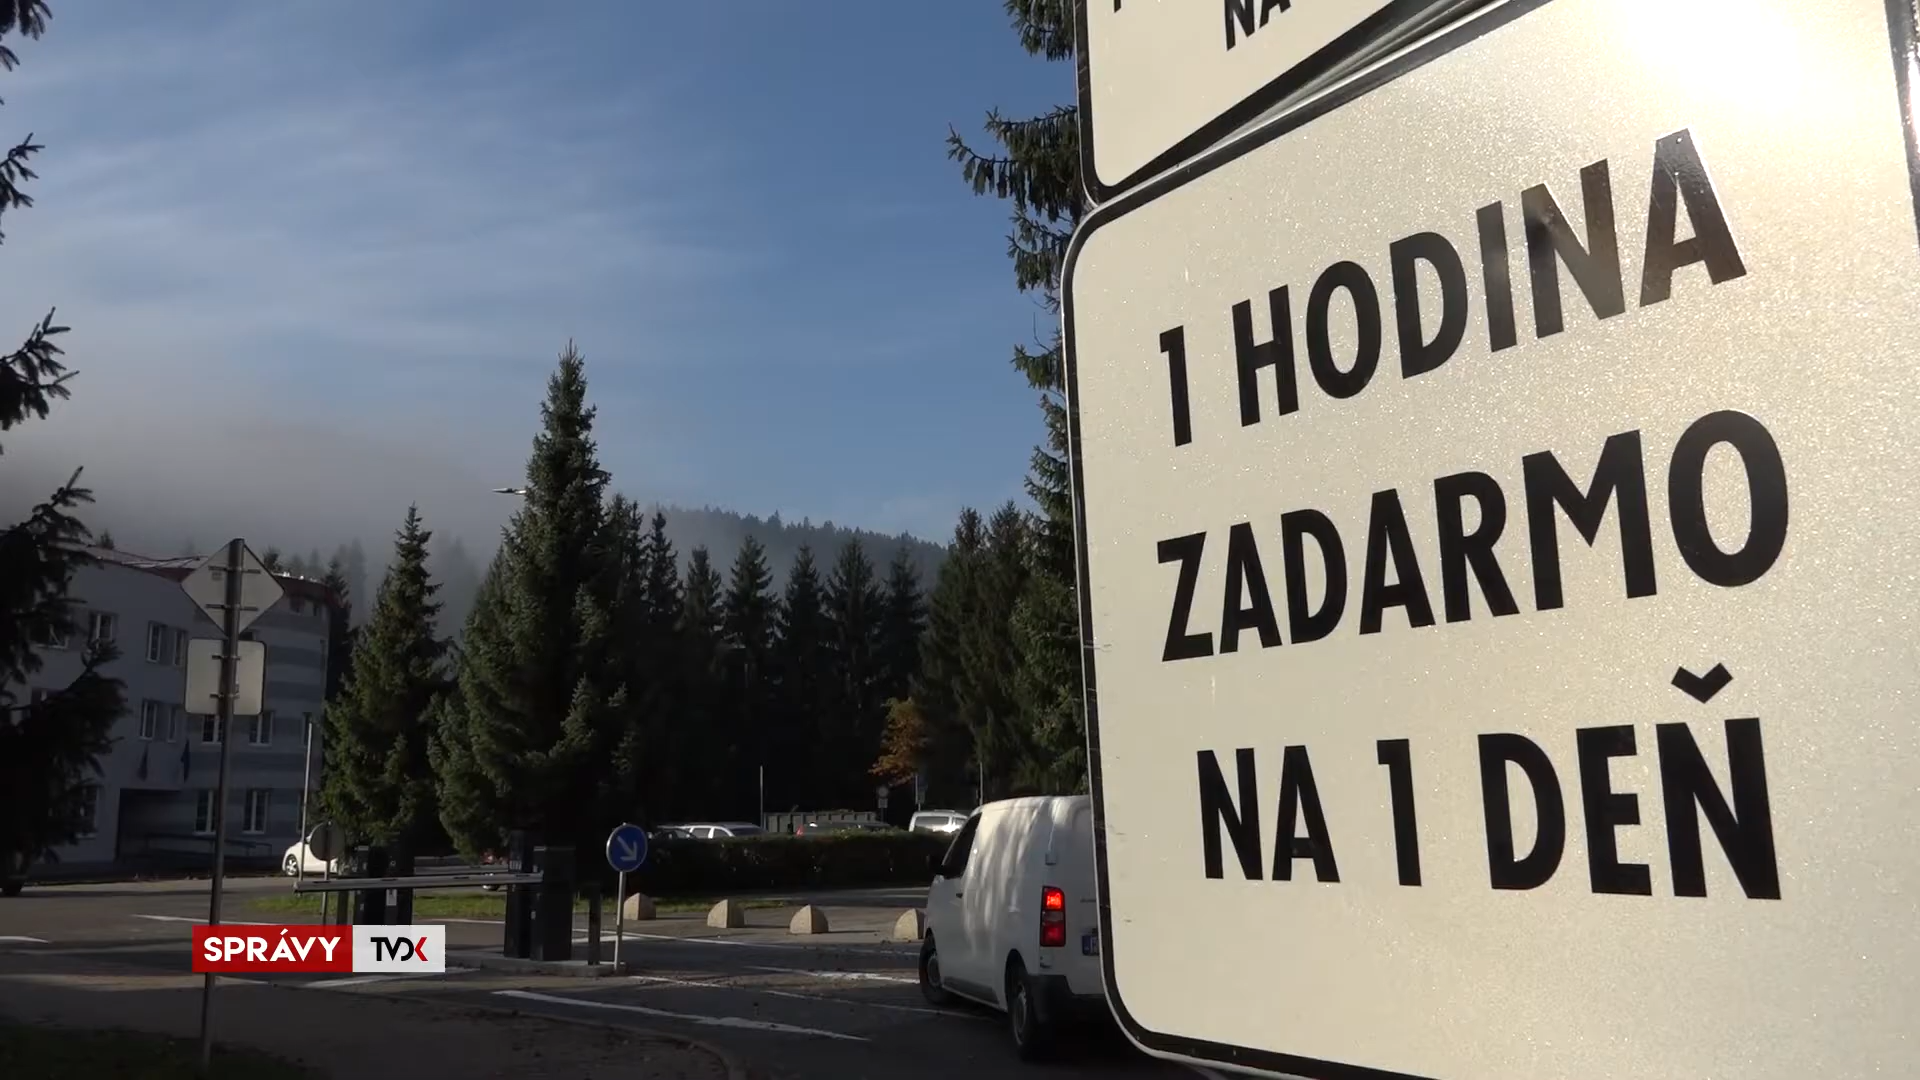 NA
1 HODINA
ZADARMO
NA 1 DEŇ
SPRÁVY TVDK